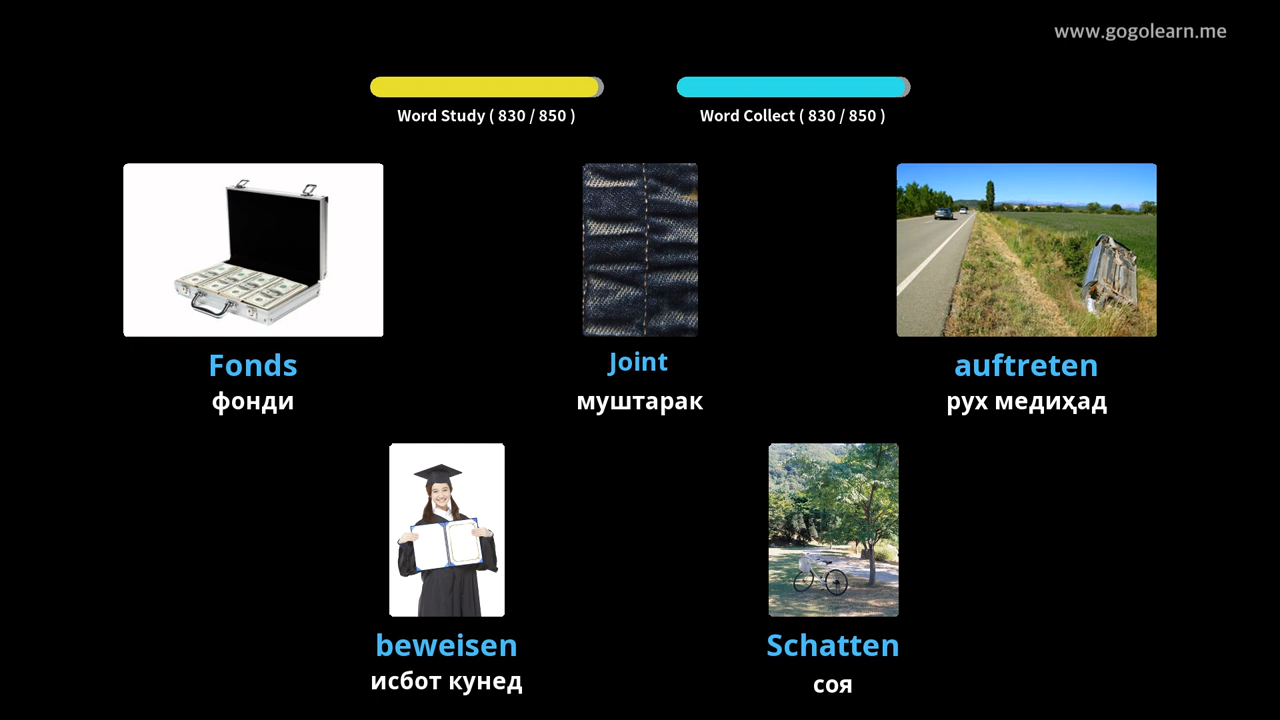 www.gogolearn.me
Word Study ( 830 / 850 )
Word Collect ( 830 / 850 )
Fonds
фонди
Joint
муштарак
auftreten
рух медиҳад
beweisen
исбот кунед
Schatten
соя